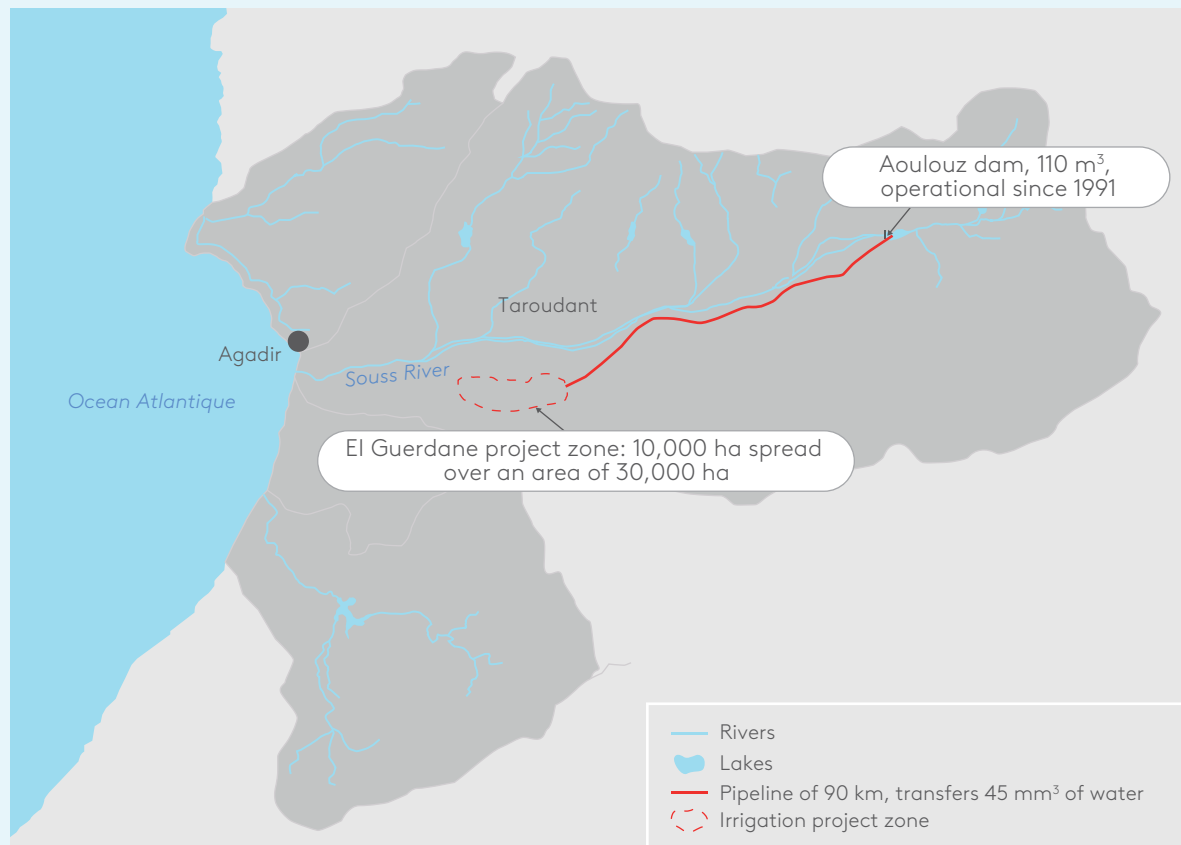 Aoulouz dam, 110 m³,
operational since 1991
Taroudant
Agadir
Souss River
Ocean Atlantique
El Guerdane project zone: 10,000 ha spread
over an area of 30,000 ha
Rivers
Lakes
Pipeline of 90 km, transfers 45 mm³ of water
Irrigation project zone